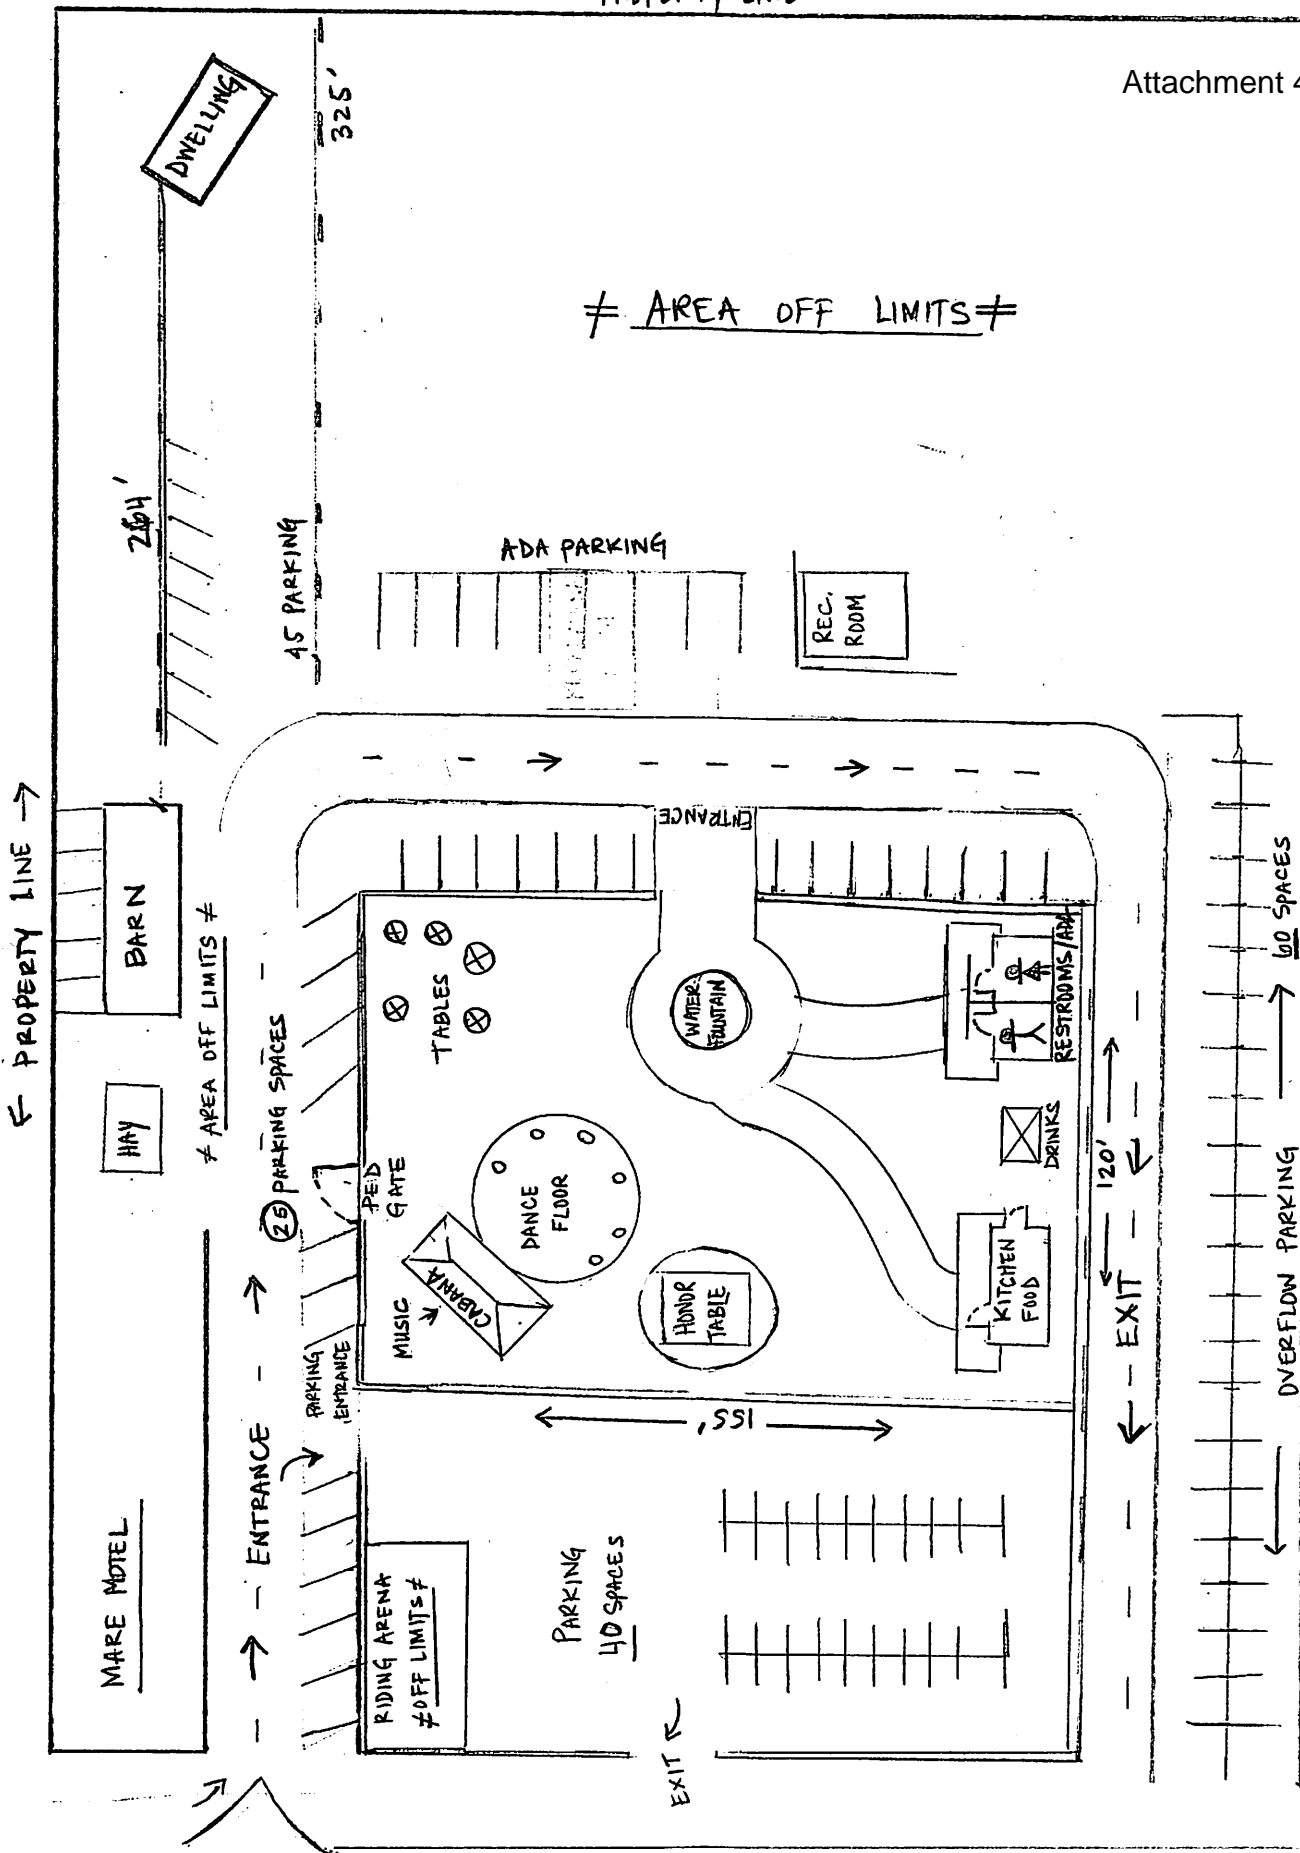 Attachment 4
DWELLING
325'
≠ AREA OFF LIMITS ≠
45 PARKING
ADA PARKING
REC.
ROOM
← PROPERTY LINE →
BARN
HAY
≠ AREA OFF LIMITS ≠
25 PARKING SPACES
MARE MOTEL
ENTRANCE
PARKING
ENTRANCE
PED
GATE
TABLES
ENTRANCE
WATER
FOUNTAIN
DANCE
FLOOR
MUSIC
CABANA
HONOR
TABLE
RESTROOMS/ADA
DRINKS
KITCHEN
FOOD
120'
155'
EXIT
RIDING ARENA
≠OFF LIMITS≠
PARKING
40 SPACES
EXIT
OVERFLOW PARKING
60 SPACES